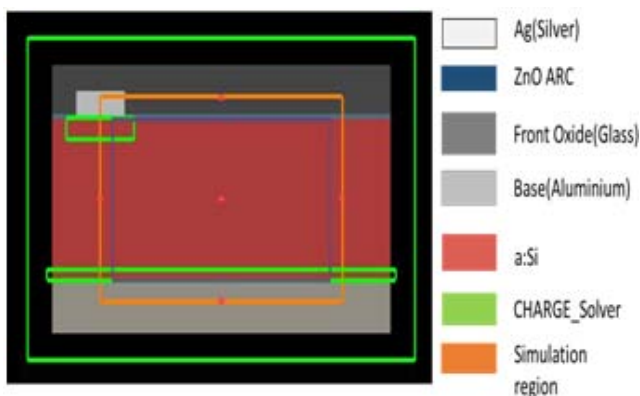 Ag(Silver)
ZnO ARC
Front Oxide(Glass)
Base(Aluminium)
a:Si
CHARGE_Solver
Simulation
region